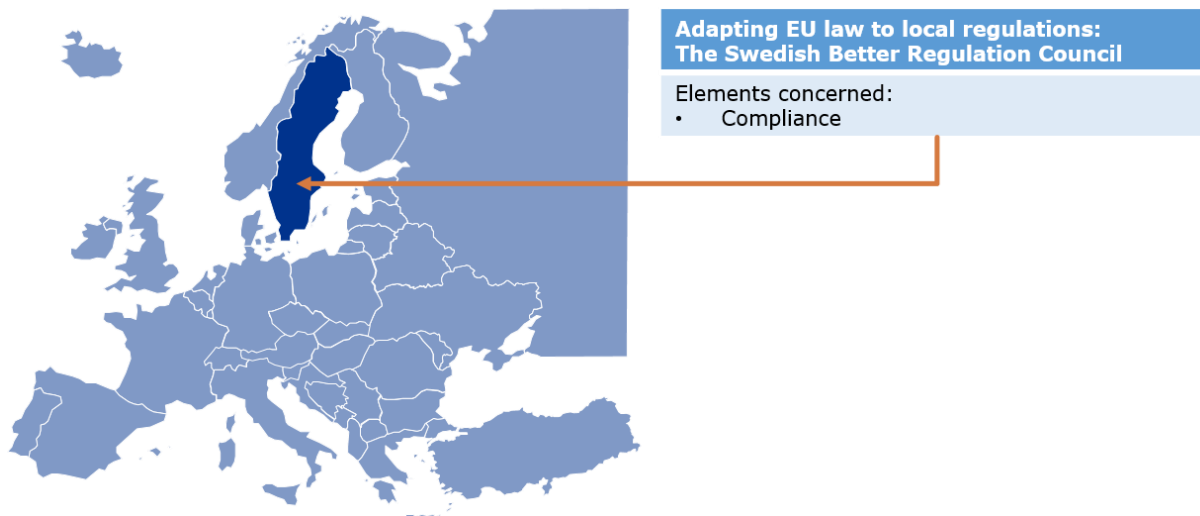 Adapting EU law to local regulations:
The Swedish Better Regulation Council
Elements concerned:
• Compliance